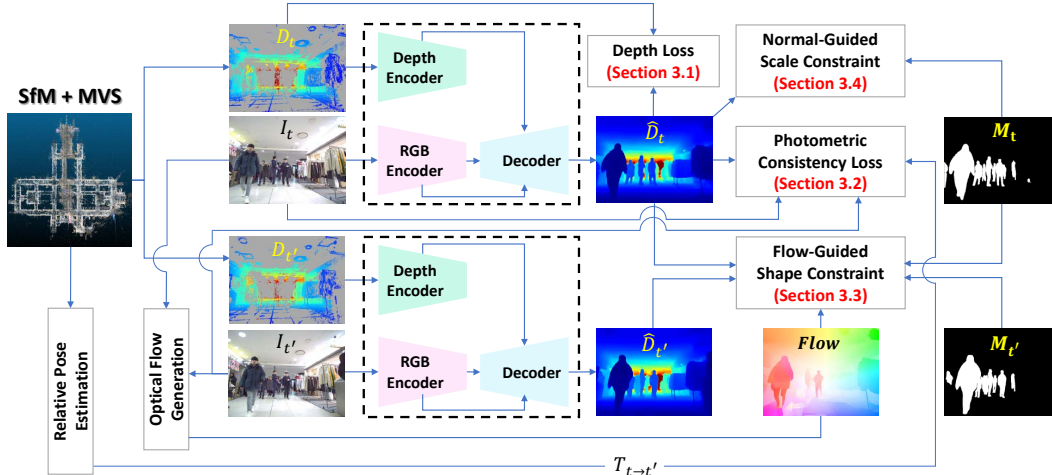 SfM + MVS
D_t
Depth
Encoder
I_t
RGB
Encoder
Decoder
Depth Loss
(Section 3.1)
Normal-Guided
Scale Constraint
(Section 3.4)
D̂_t
Photometric
Consistency Loss
(Section 3.2)
M_t
D_t'
Depth
Encoder
I_t'
RGB
Encoder
Decoder
D̂_t'
Flow-Guided
Shape Constraint
(Section 3.3)
Flow
M_t'
Relative Pose
Estimation
Optical Flow
Generation
T_t→t'